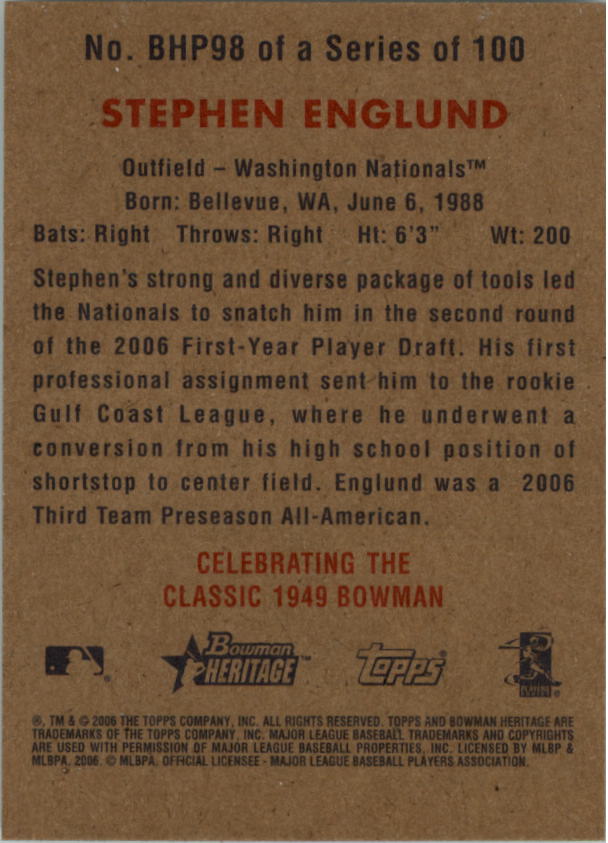 No. BHP98 of a Series of 100
STEPHEN ENGLUND
Outfield – Washington Nationals™
Born: Bellevue, WA, June 6, 1988
Bats: Right Throws: Right Ht: 6'3" Wt: 200
Stephen's strong and diverse package of tools led
the Nationals to snatch him in the second round
of the 2006 First-Year Player Draft. His first
professional assignment sent him to the rookie
Gulf Coast League, where he underwent a
conversion from his high school position of
shortstop to center field. Englund was a 2006
Third Team Preseason All-American.
CELEBRATING THE
CLASSIC 1949 BOWMAN
Bowman
HERITAGE™
Topps®
®, TM & © 2006 THE TOPPS COMPANY, INC. ALL RIGHTS RESERVED. TOPPS AND BOWMAN HERITAGE ARE
TRADEMARKS OF THE TOPPS COMPANY, INC. MAJOR LEAGUE BASEBALL TRADEMARKS AND COPYRIGHTS
ARE USED WITH PERMISSION OF MAJOR LEAGUE BASEBALL PROPERTIES, INC. LICENSED BY MLBP &
MLBPA, 2006. © MLBPA, OFFICIAL LICENSEE - MAJOR LEAGUE BASEBALL PLAYERS ASSOCIATION.